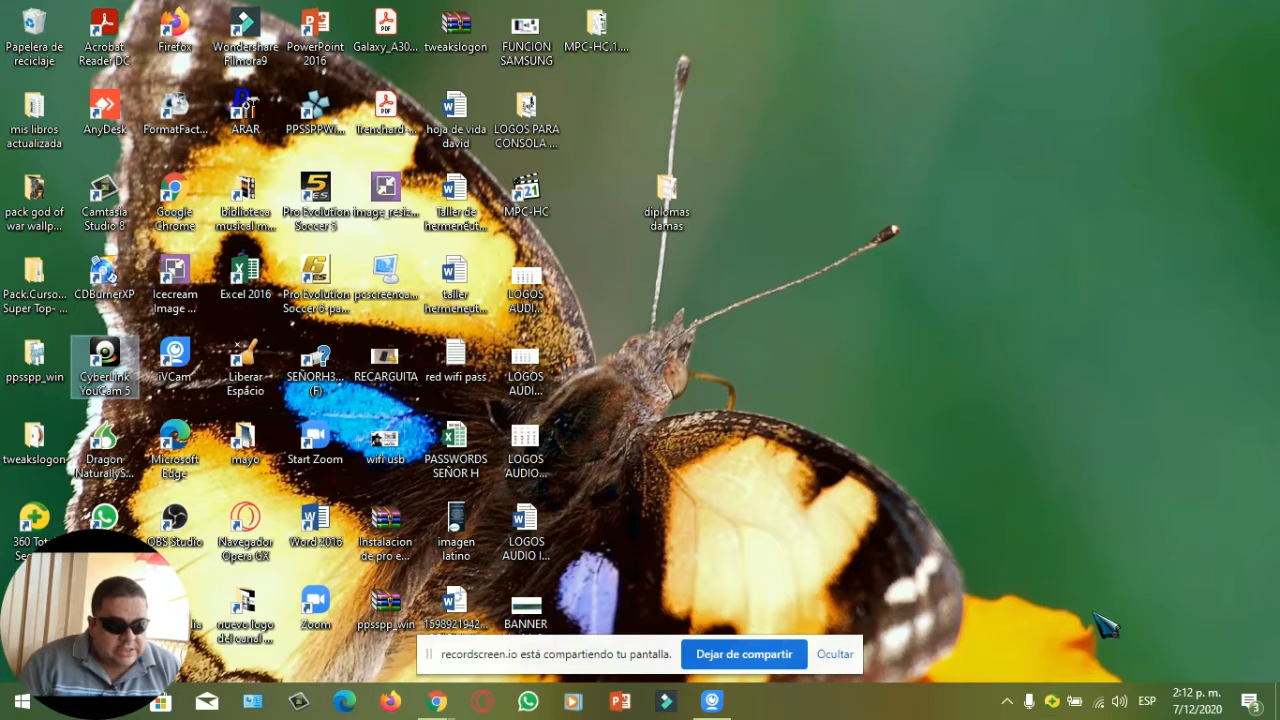 Papelera de
reciclaje
Acrobat
Reader DC
Firefox
Wondershare
Filmora9
PowerPoint
2016
Galaxy_A30...
tweakslogon
FUNCION
SAMSUNG
MPC-HC.1....
mis libros
actualizada
AnyDesk
FormatFact...
ARAR
PPSSPPWi...
Trenchard -...
hoja de vida
david
LOGOS PARA
CONSOLA ...
pack god of
war wallp...
Camtasia
Studio 8
Google
Chrome
biblioteca
musical m...
Pro Evolution
Soccer 5
image_resiz...
Taller de
hermeneut...
MPC-HC
diplomas
damas
Pack.Curso...
Super Top- ...
CDBurnerXP
Icecream
Image ...
Excel 2016
Pro Evolution
Soccer 6-pa...
pcscreenca...
taller
hermeneut...
LOGOS
AUDI...
ppsspp_win
CyberLink
YouCam 5
iVCam
Liberar
Espacio
SEÑORH3...
(F)
RECARGUITA
red wifi pass
LOGOS
AUDI...
tweakslogon
Dragon
NaturallyS...
Microsoft
Edge
mayo
Start Zoom
wifi usb
PASSWORDS
SEÑOR H
LOGOS
AUDIO...
360 Tot
Sec
OBS Studio
Navegador
Opera GX
Word 2016
Instalacion
de pro e...
imagen
latino
LOGOS
AUDIO I...
nuevo logo
del canal ...
Zoom
ppsspp_win
1598921942...
BANNER
recordscreen.io está compartiendo tu pantalla.
Dejar de compartir
Ocultar
ESP
2:12 p. m.
7/12/2020
3